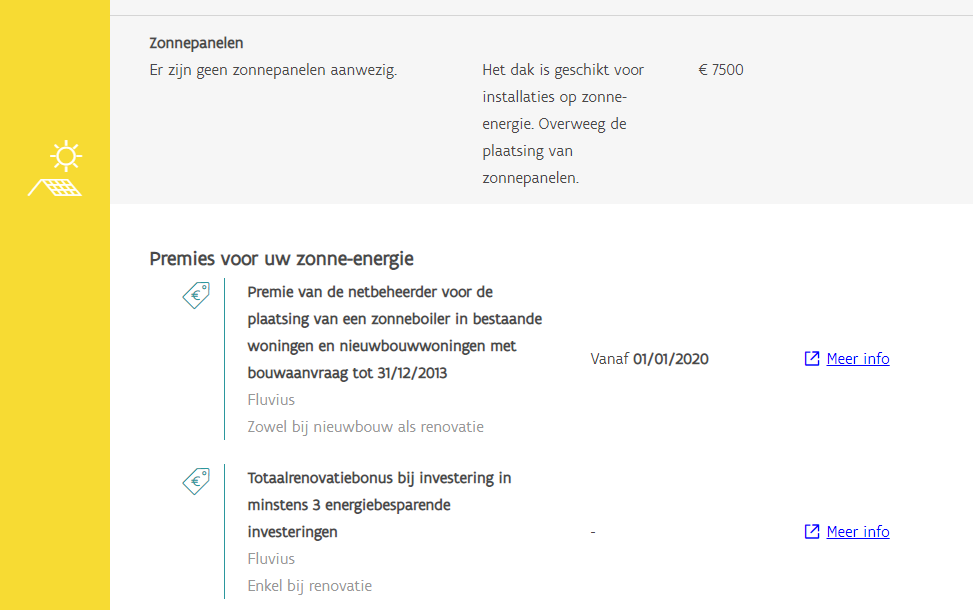 Zonnepanelen
Er zijn geen zonnepanelen aanwezig.
Het dak is geschikt voor
installaties op zonne-
energie. Overweeg de
plaatsing van
zonnepanelen.
€ 7500
Premies voor uw zonne-energie
Premie van de netbeheerder voor de
plaatsing van een zonneboiler in bestaande
woningen en nieuwbouwwoningen met
bouwaanvraag tot 31/12/2013
Fluvius
Zowel bij nieuwbouw als renovatie
Vanaf 01/01/2020
Meer info
Totaalrenovatiebonus bij investering in
minstens 3 energiebesparende
investeringen
Fluvius
Enkel bij renovatie
-
Meer info